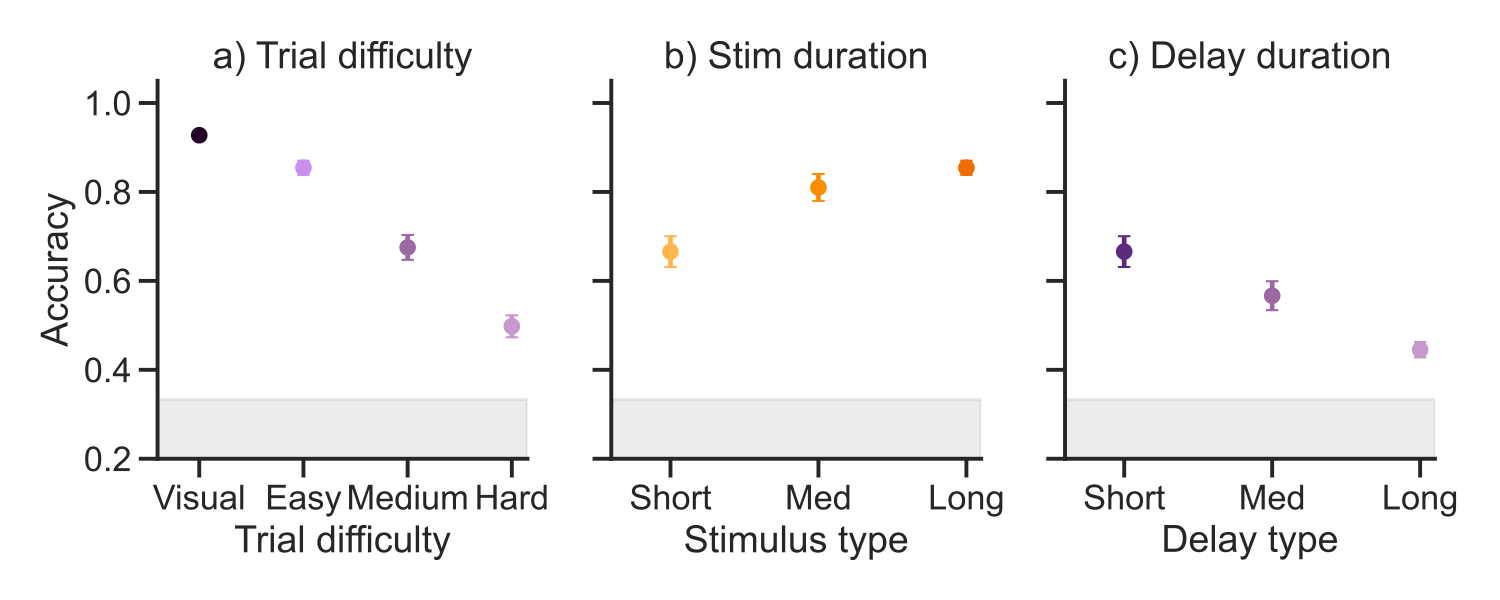 a) Trial difficulty
b) Stim duration
c) Delay duration
Accuracy
1.0
0.8
0.6
0.4
0.2
Visual Easy Medium Hard
Trial difficulty
Short Med Long
Stimulus type
Short Med Long
Delay type